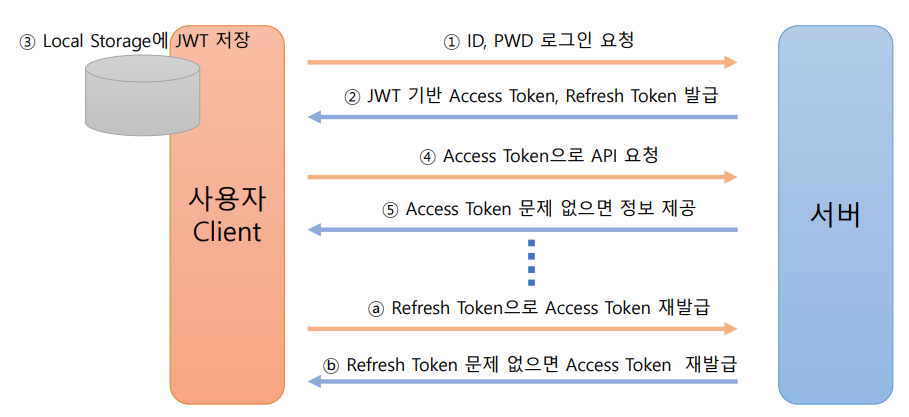 ③ Local Storage에 JWT 저장
① ID, PWD 로그인 요청
② JWT 기반 Access Token, Refresh Token 발급
④ Access Token으로 API 요청
사용자
Client
⑤ Access Token 문제 없으면 정보 제공
서버
ⓐ Refresh Token으로 Access Token 재발급
ⓑ Refresh Token 문제 없으면 Access Token 재발급